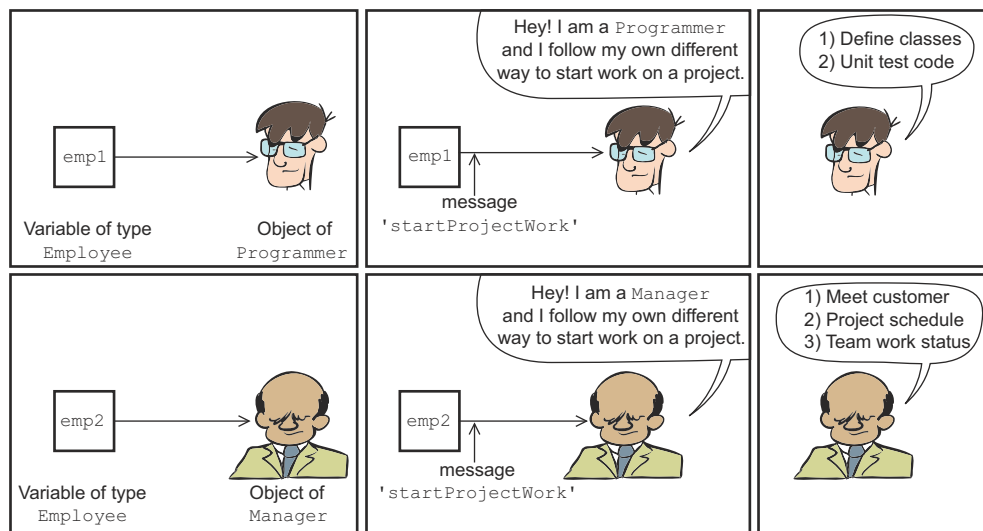 emp1
Variable of type
Employee
Object of
Programmer
Hey! I am a Programmer
and I follow my own different
way to start work on a project.
emp1
message
'startProjectWork'
1) Define classes
2) Unit test code
emp2
Variable of type
Employee
Object of
Manager
Hey! I am a Manager
and I follow my own different
way to start work on a project.
emp2
message
'startProjectWork'
1) Meet customer
2) Project schedule
3) Team work status